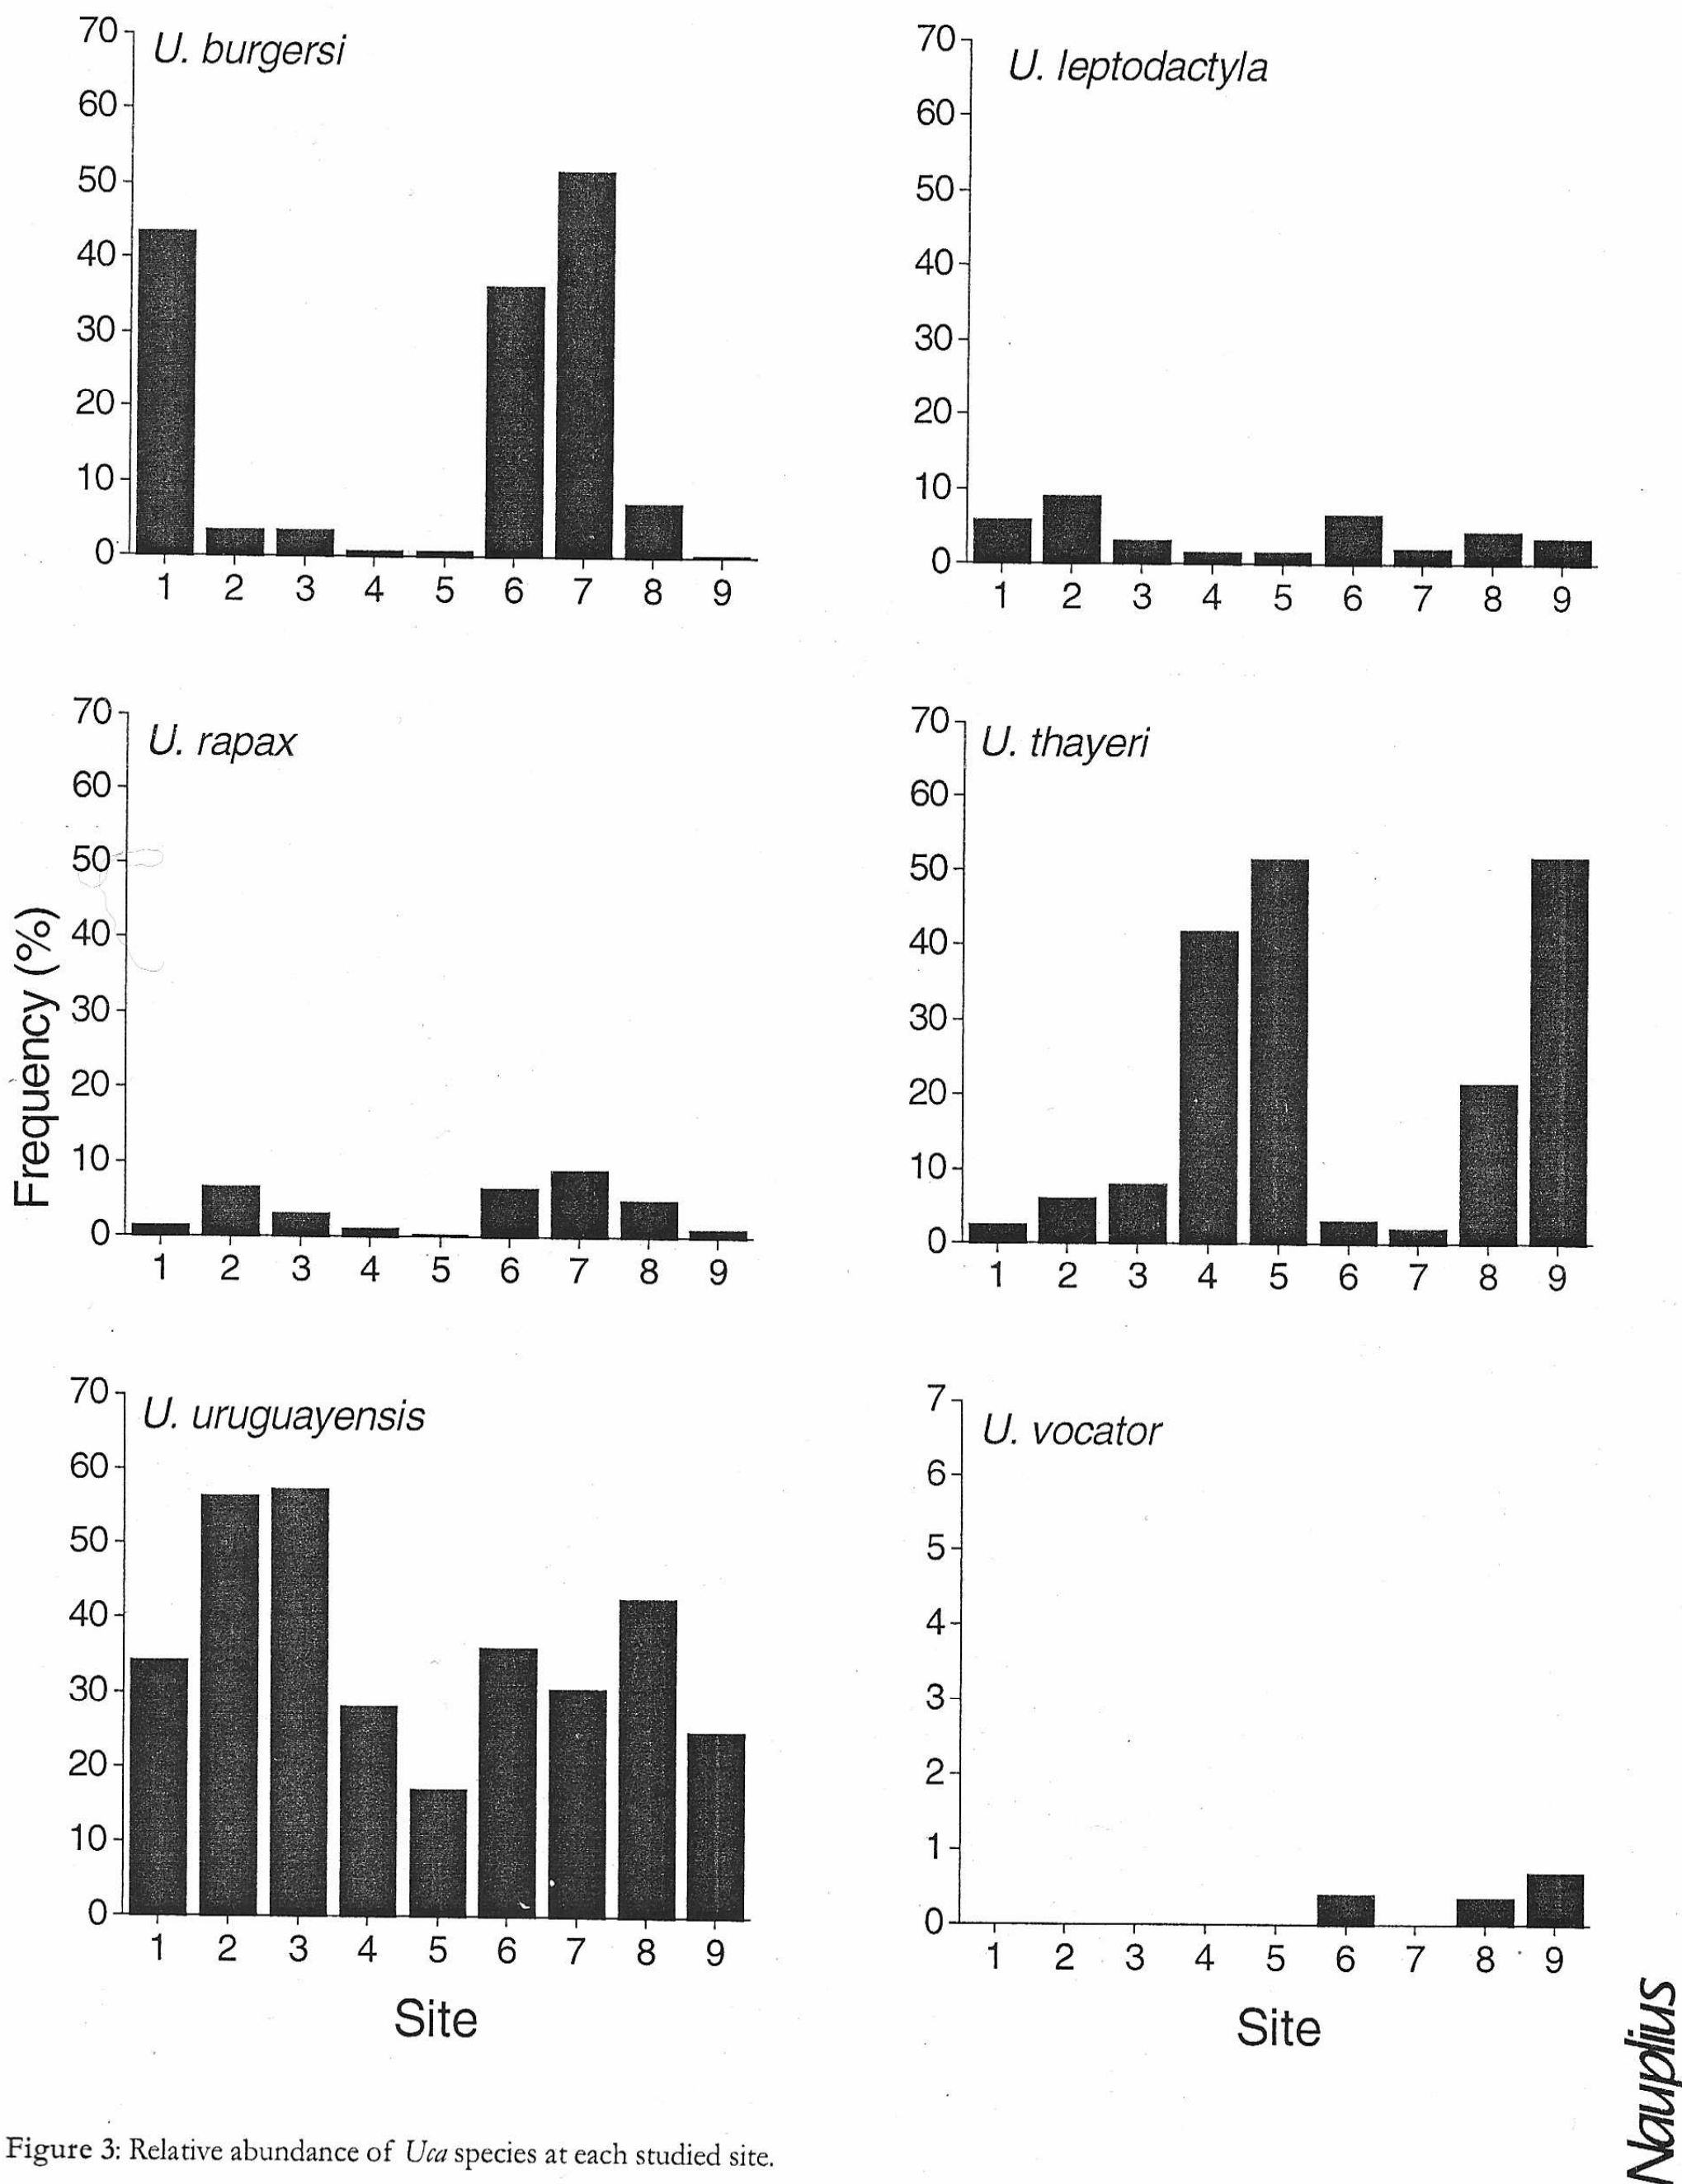 U. burgersi
70
60
50
40
30
20
10
0
1 2 3 4 5 6 7 8 9
U. leptodactyla
70
60
50
40
30
20
10
0
1 2 3 4 5 6 7 8 9
Frequency (%)
U. rapax
70
60
50
40
30
20
10
0
1 2 3 4 5 6 7 8 9
U. thayeri
70
60
50
40
30
20
10
0
1 2 3 4 5 6 7 8 9
U. uruguayensis
70
60
50
40
30
20
10
0
1 2 3 4 5 6 7 8 9
Site
U. vocator
7
6
5
4
3
2
1
0
1 2 3 4 5 6 7 8 9
Site
Nauplius
Figure 3: Relative abundance of Uca species at each studied site.